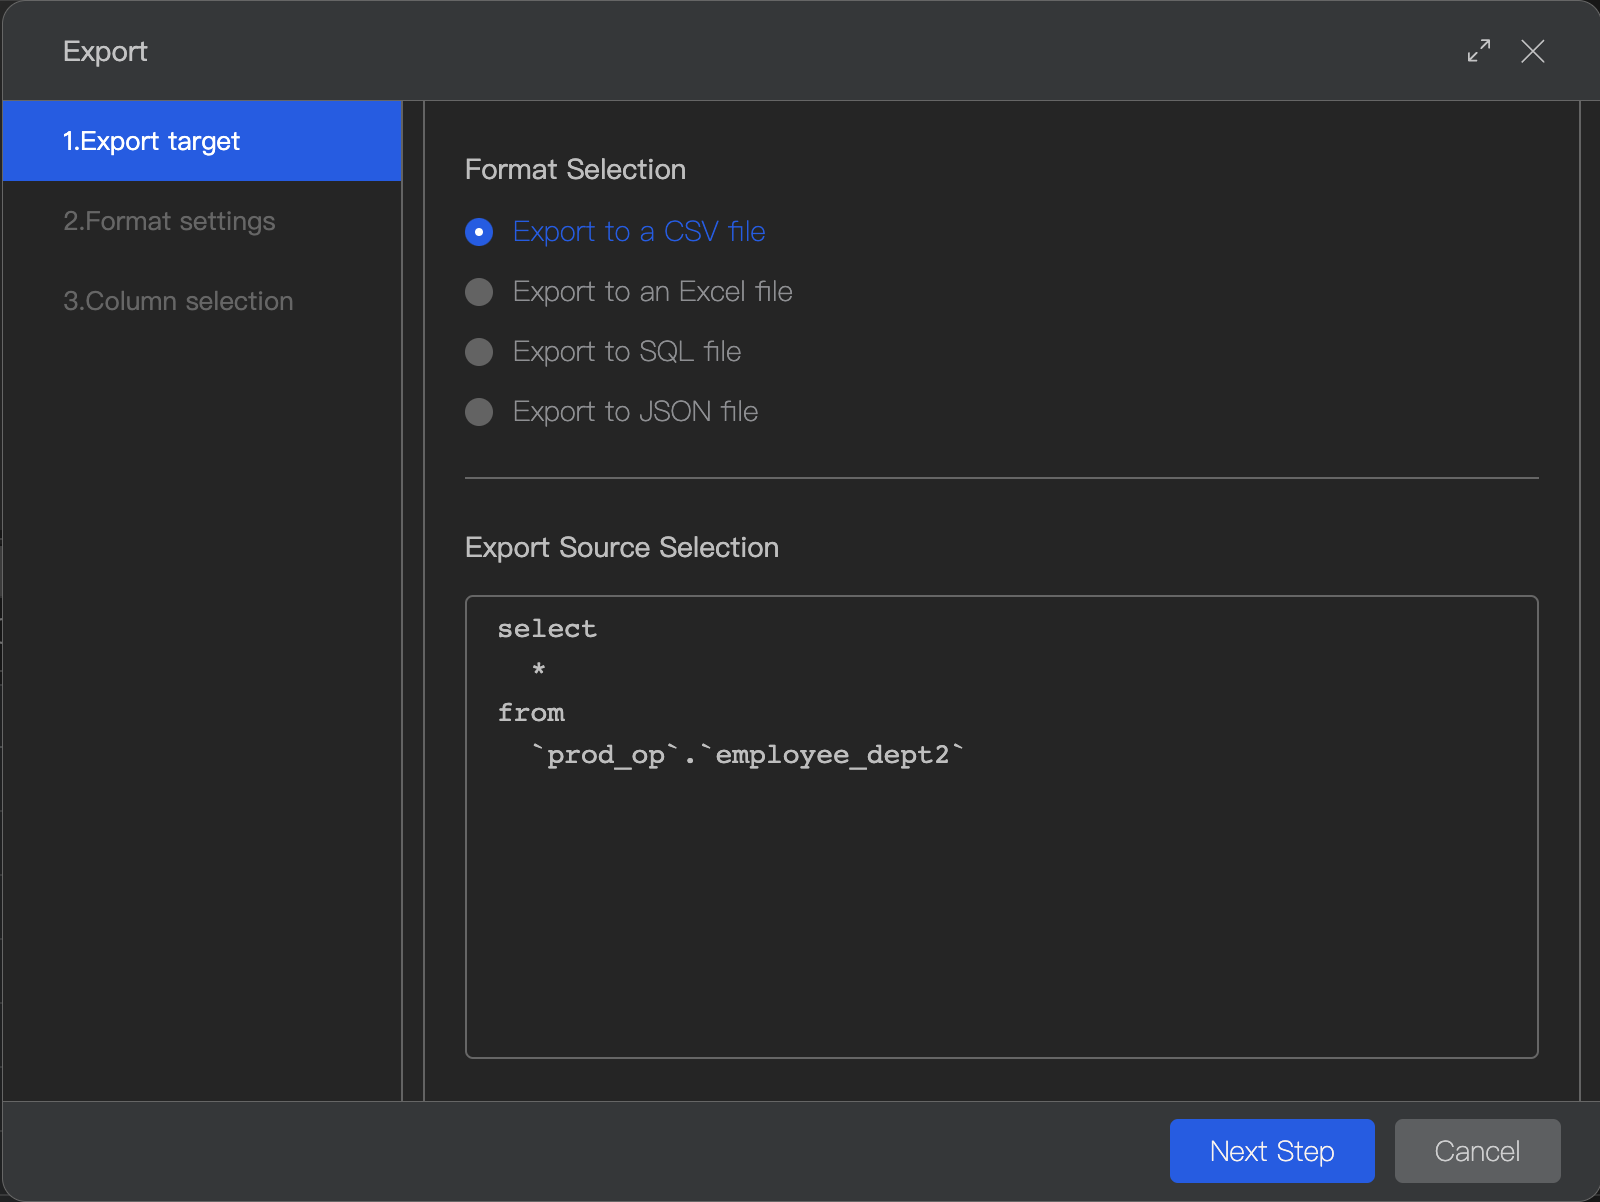 Export
1.Export target
2.Format settings
3.Column selection
Format Selection
Export to a CSV file
Export to an Excel file
Export to SQL file
Export to JSON file
Export Source Selection
select
  *
from
  `prod_op`.`employee_dept2`
Next Step
Cancel